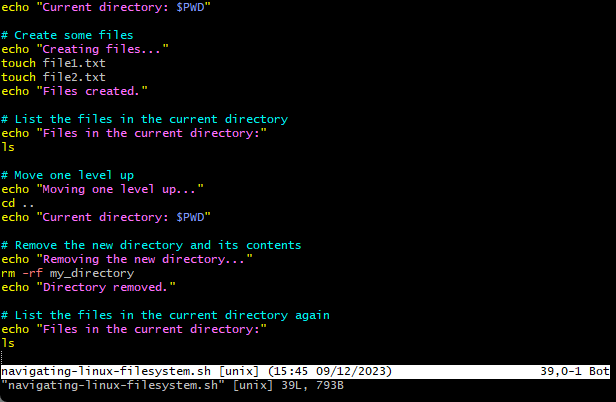 echo "Current directory: $PWD"
# Create some files
echo "Creating files..."
touch file1.txt
touch file2.txt
echo "Files created."
# List the files in the current directory
echo "Files in the current directory:"
ls
# Move one level up
echo "Moving one level up..."
cd ..
echo "Current directory: $PWD"
# Remove the new directory and its contents
echo "Removing the new directory..."
rm -rf my_directory
echo "Directory removed."
# List the files in the current directory again
echo "Files in the current directory:"
ls
navigating-linux-filesystem.sh [unix] (15:45 09/12/2023) 39,0-1 Bot
"navigating-linux-filesystem.sh" [unix] 39L, 793B